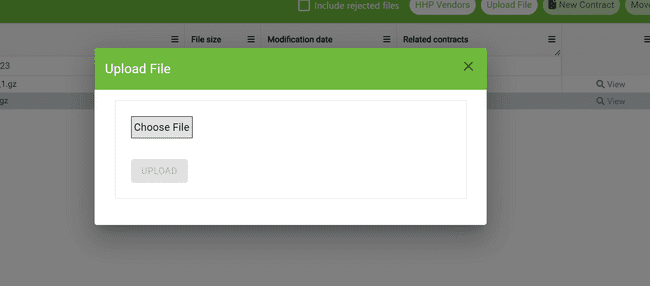 Include rejected files HHP Vendors Upload File New Contract Move
File size Modification date Related contracts
23
1.gz View
gz View
Upload File
Choose File
UPLOAD